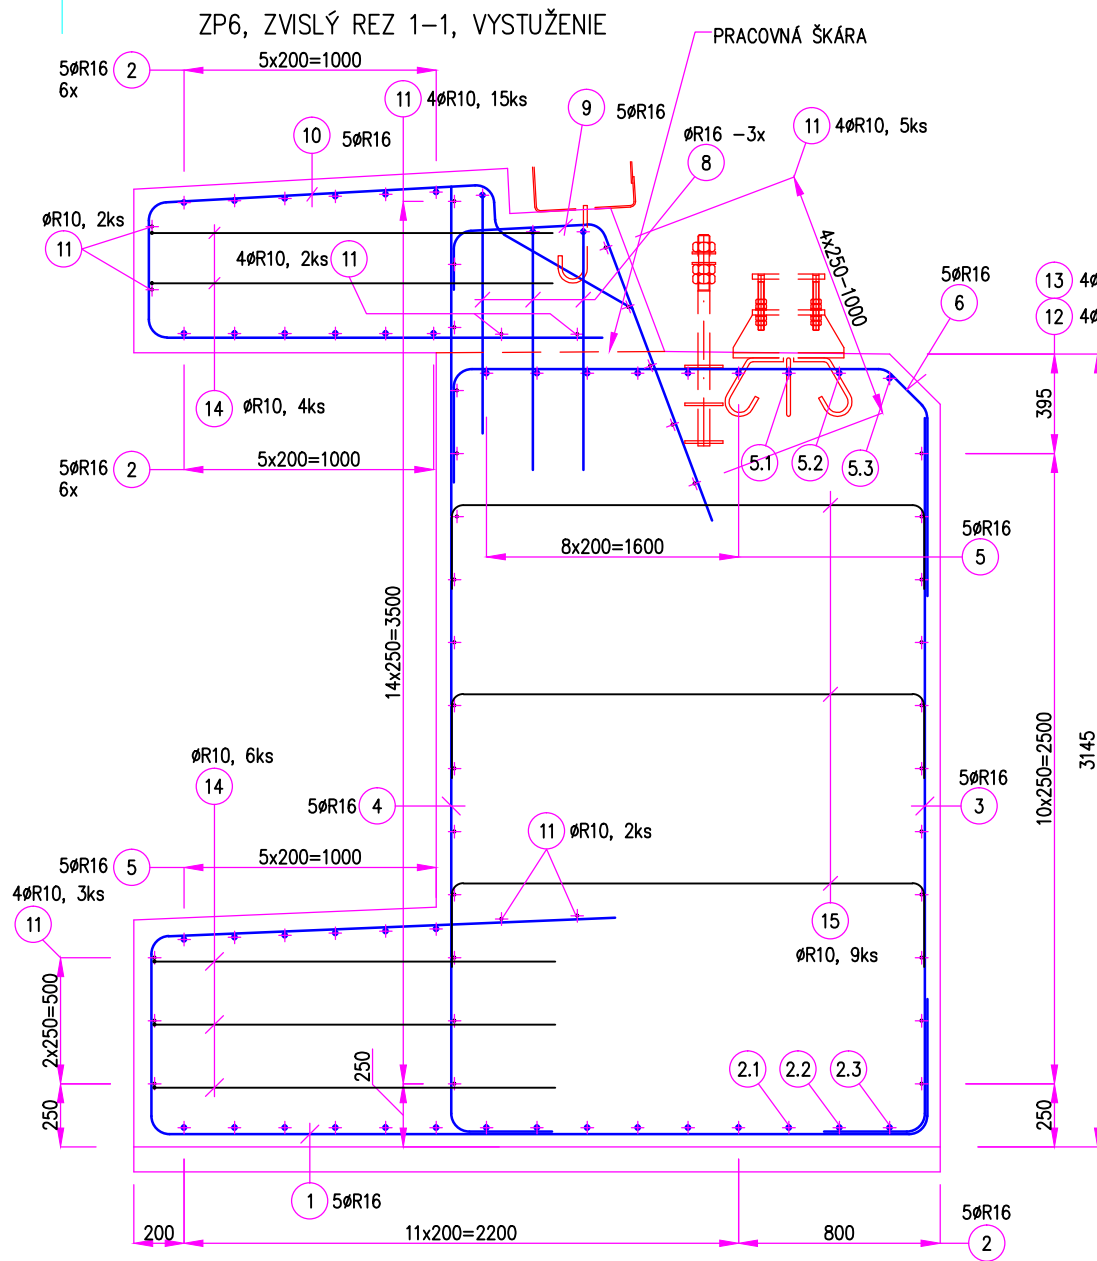 ZP6, ZVISLÝ REZ 1-1, VYSTUŽENIE
PRACOVNÁ ŠKÁRA
5øR16
6x
2
5x200=1000
11
4øR10, 15ks
9
5øR16
10
5øR16
øR16 -3x
8
11
4øR10, 5ks
øR10, 2ks
11
4øR10, 2ks
11
4x250-1000
5øR16
6
13
4ø
12
4ø
395
14
øR10, 4ks
5øR16
6x
2
5x200=1000
5.1
5.2
5.3
8x200=1600
5øR16
5
14x250=3500
10x250=2500
3145
øR10, 6ks
14
5øR16
4
5øR16
3
11
øR10, 2ks
5øR16
5
5x200=1000
4øR10, 3ks
11
15
øR10, 9ks
2x250=500
250
250
2.1
2.2
2.3
250
1
5øR16
200
11x200=2200
800
5øR16
2